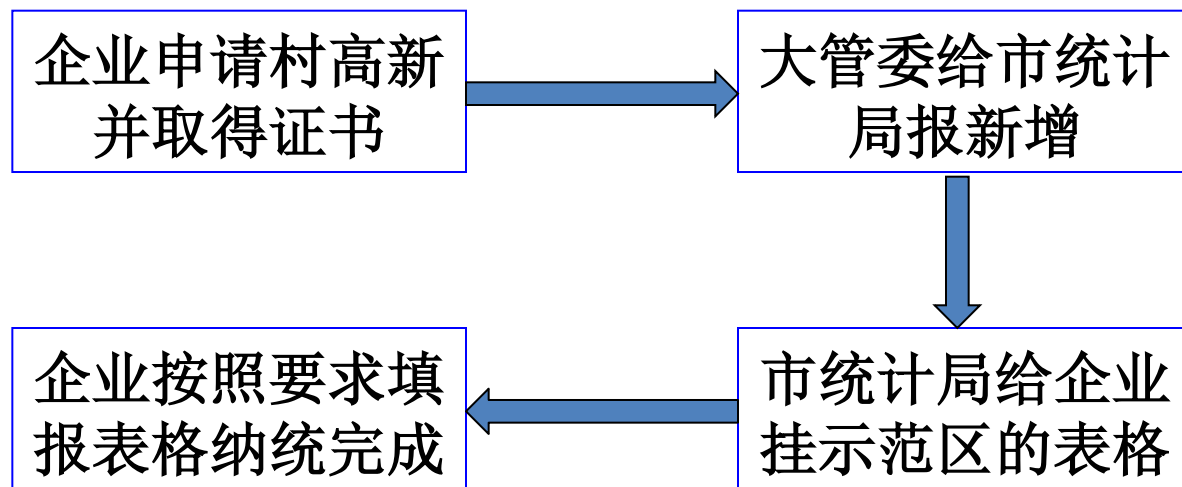 企业申请村高新
并取得证书
大管委给市统计
局报新增
市统计局给企业
挂示范区的表格
企业按照要求填
报表格纳统完成